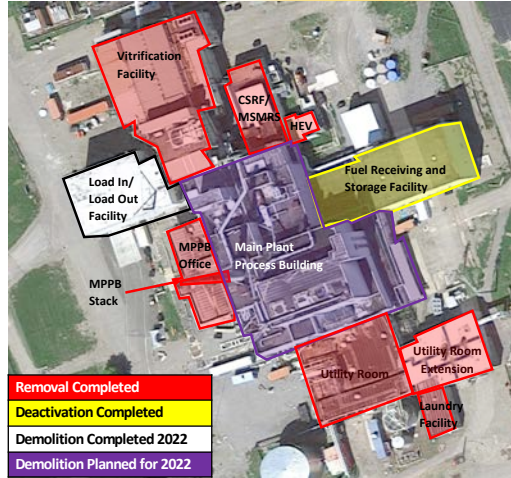 Vitrification
Facility
CSRF/
MSMRS
HEV
Fuel Receiving and
Storage Facility
Load In/
Load Out
Facility
MPPB
Office
Main Plant
Process Building
MPPB
Stack
Utility Room
Utility Room
Extension
Laundry
Facility
Removal Completed
Deactivation Completed
Demolition Completed 2022
Demolition Planned for 2022